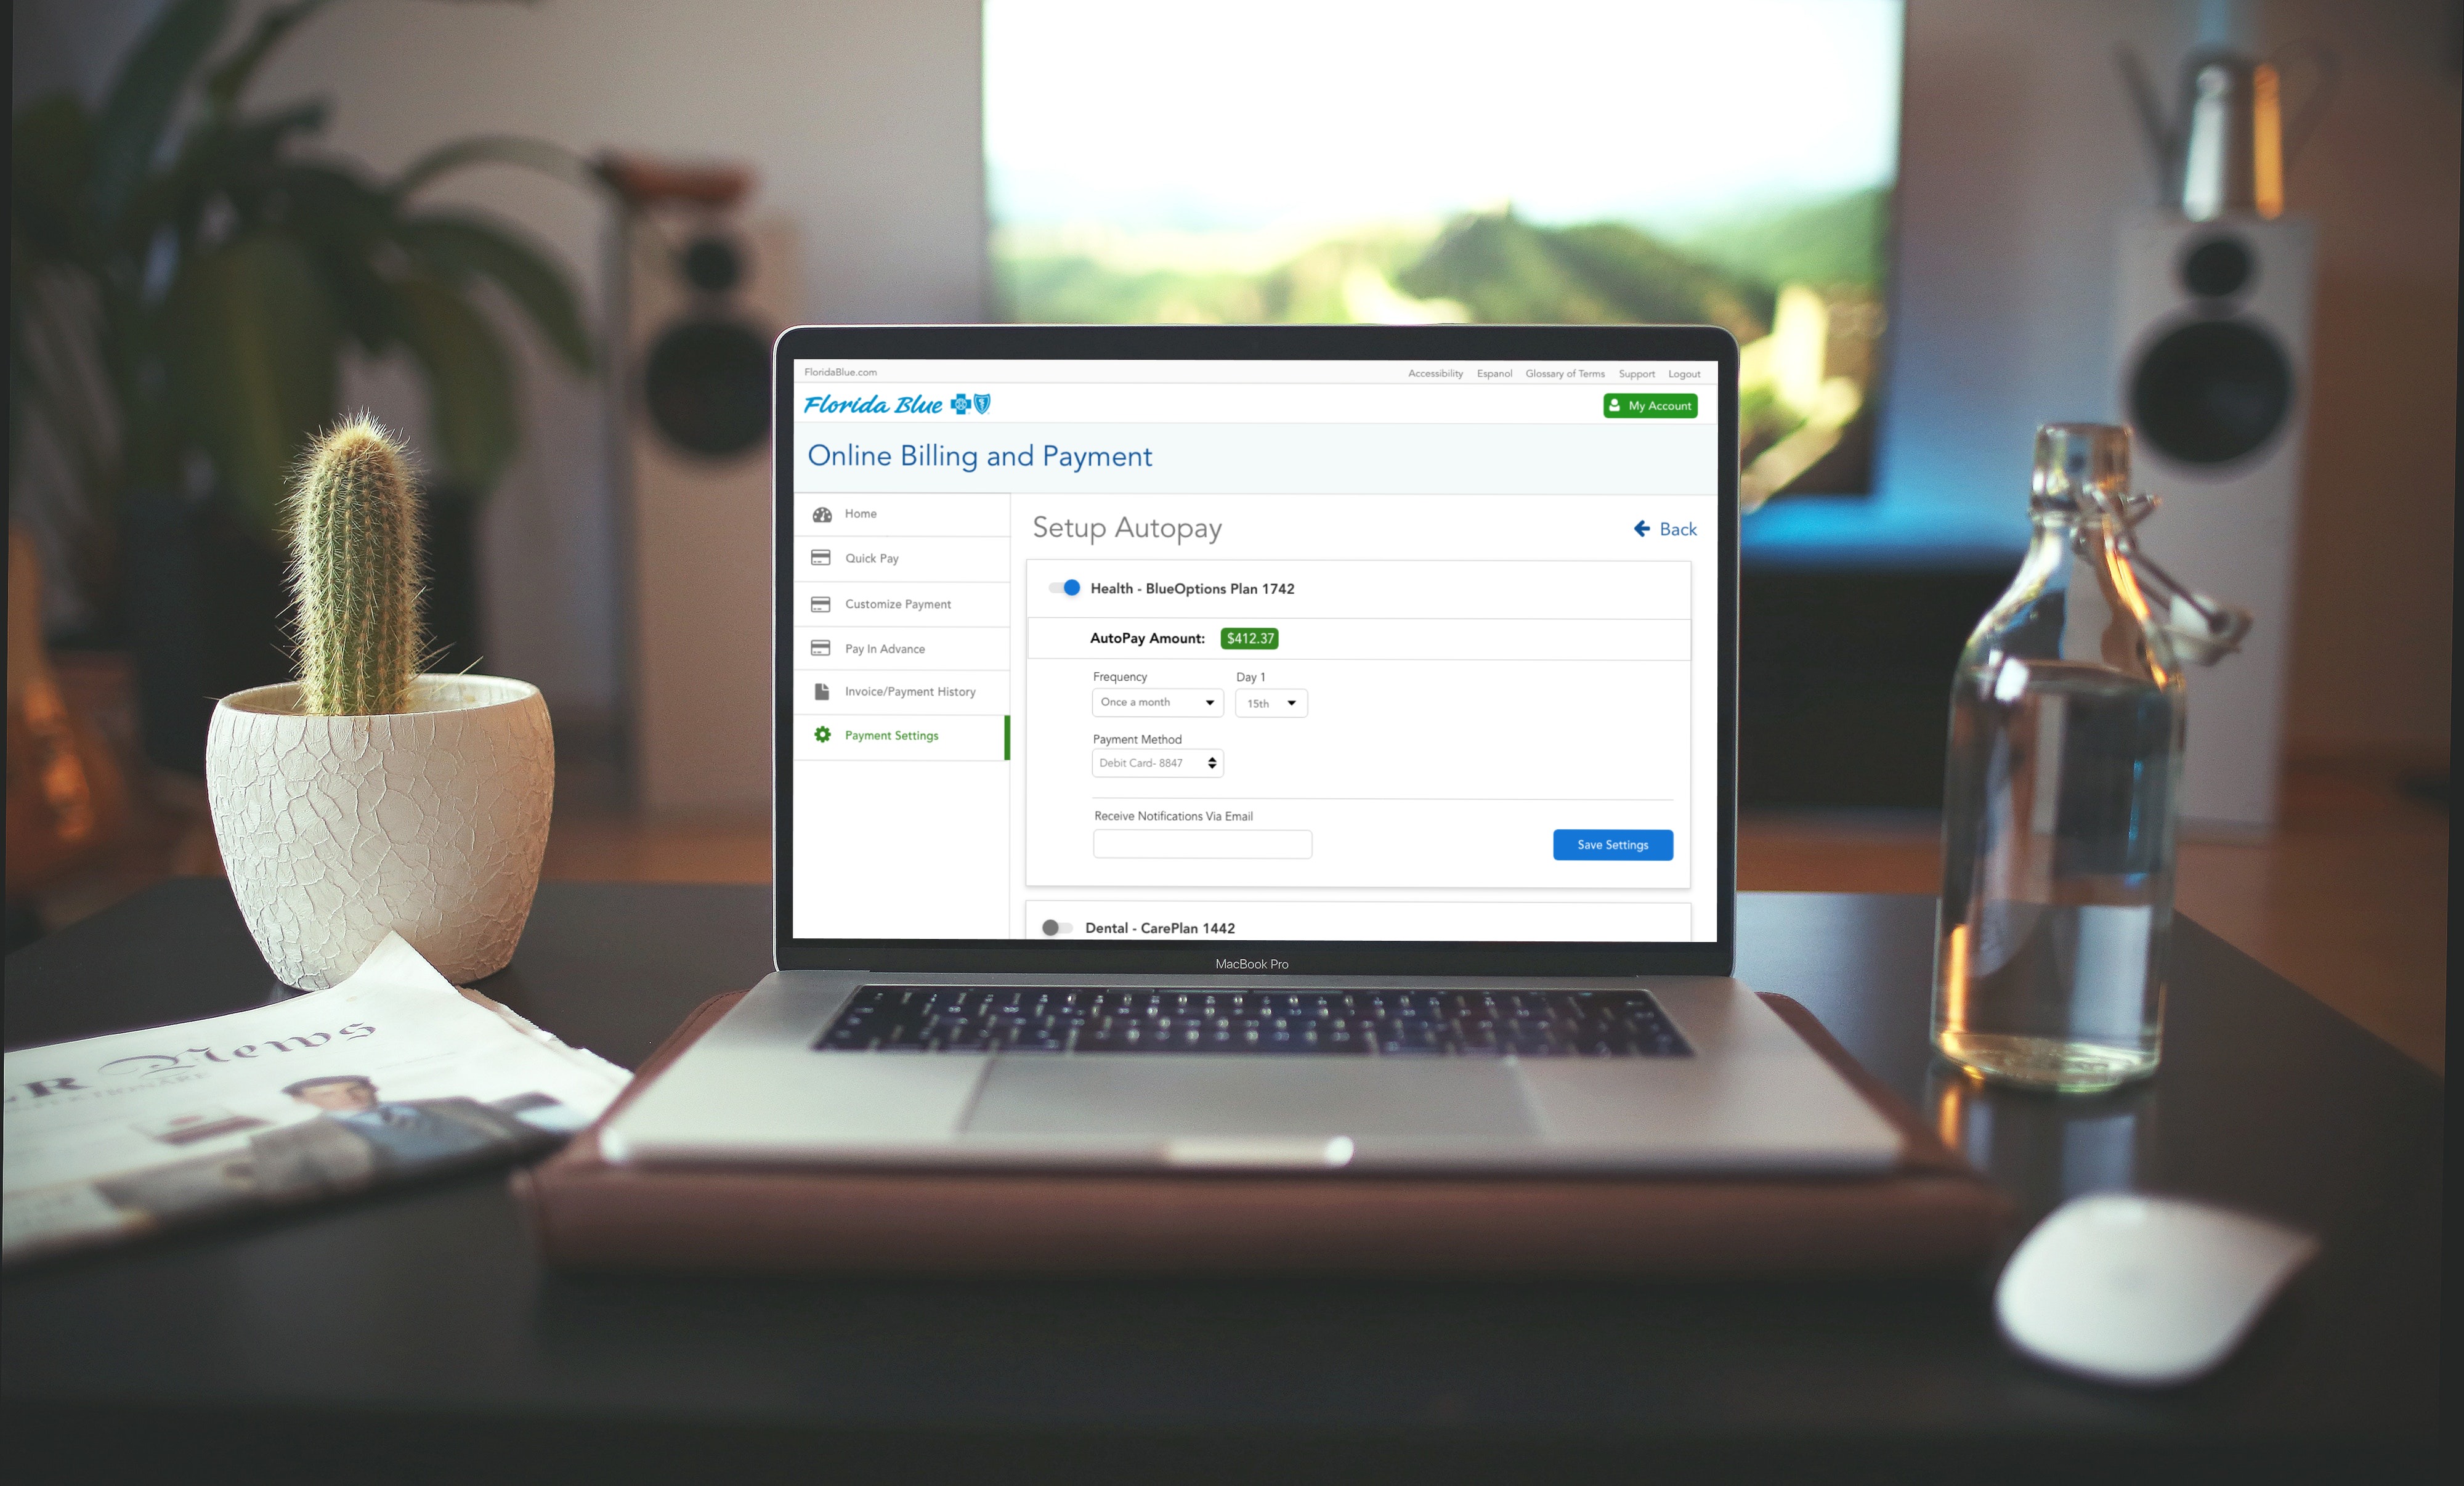 FloridaBlue.com
Accessibility Espanol Glossary of Terms Support Logout
Florida Blue
My Account
Online Billing and Payment
Home
Quick Pay
Customize Payment
Pay In Advance
Invoice/Payment History
Payment Settings
Setup Autopay
Back
Health - BlueOptions Plan 1742
AutoPay Amount: $412.37
Frequency Day 1
Once a month 15th
Payment Method
Debit Card- 8847
Receive Notifications Via Email
Save Settings
Dental - CarePlan 1442
MacBook Pro
ER News